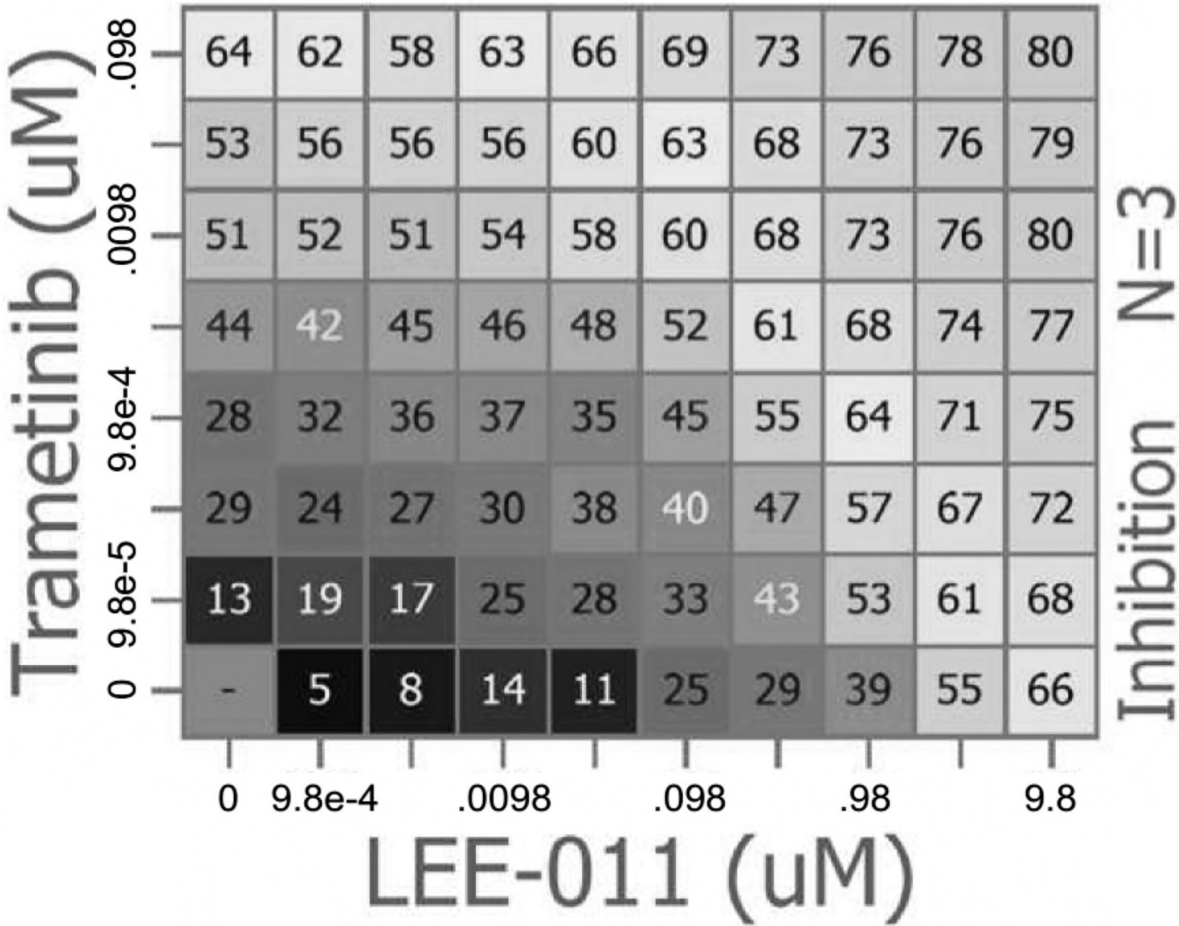 Trametinib (uM)
.098
.0098
9.8e-4
9.8e-5
0
64 62 58 63 66 69 73 76 78 80
53 56 56 56 60 63 68 73 76 79
51 52 51 54 58 60 68 73 76 80
44 42 45 46 48 52 61 68 74 77
28 32 36 37 35 45 55 64 71 75
29 24 27 30 38 40 47 57 67 72
13 19 17 25 28 33 43 53 61 68
- 5 8 14 11 25 29 39 55 66
0 9.8e-4 .0098 .098 .98 9.8
LEE-011 (uM)
Inhibition N=3